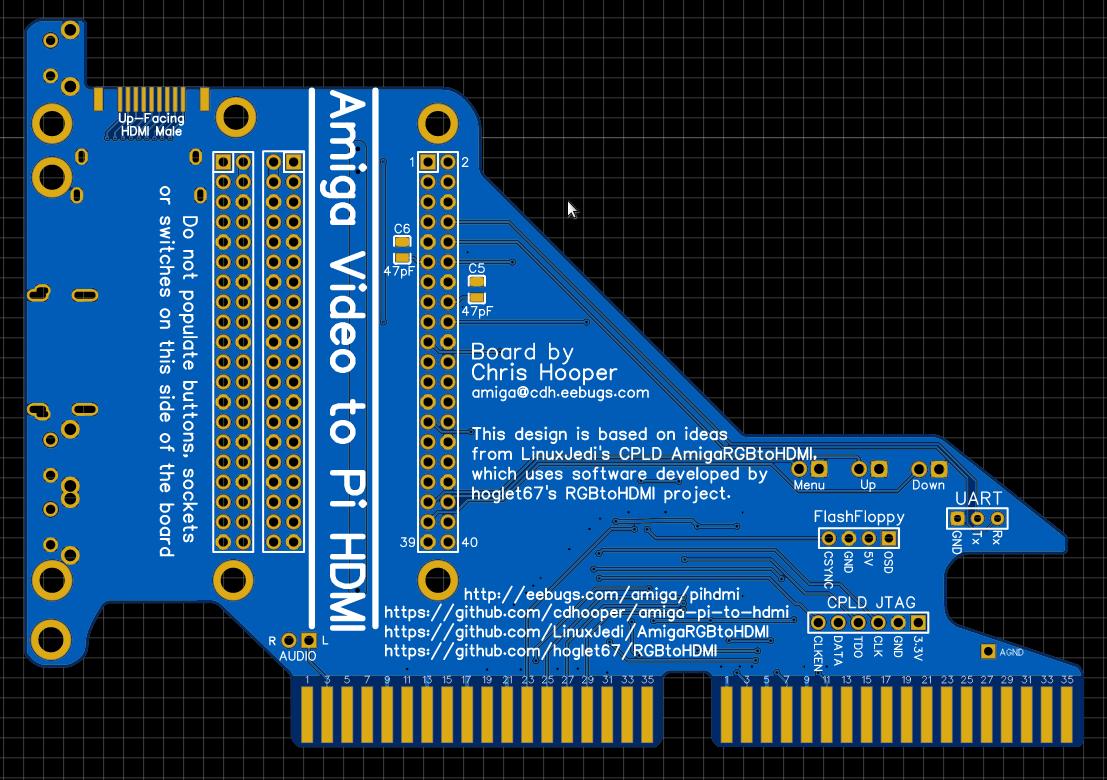 Up-Facing
HDMI Male
Amiga Video to Pi HDMI
Do not populate buttons, sockets
or switches on this side of the board
1
2
C6
47pF
C5
47pF
Board by
Chris Hooper
amiga@cdh.eebugs.com
This design is based on ideas
from LinuxJedi's CPLD AmigaRGBtoHDMI,
which uses software developed by
hoglet67's RGBtoHDMI project.
Menu
Up
Down
UART
GND
Tx
Rx
FlashFloppy
CSYNC
GND
5V
OSD
39
40
http://eebugs.com/amiga/pihdmi
https://github.com/cdhooper/amiga-pi-to-hdmi
https://github.com/LinuxJedi/AmigaRGBtoHDMI
https://github.com/hoglet67/RGBtoHDMI
CPLD JTAG
CLKEN
DATA
TDO
CLK
GND
3.3V
R
L
AUDIO
AGND
1 3 5 7 9 11 13 15 17 19 21 23 25 27 29 31 33 35
1 3 5 7 9 11 13 15 17 19 21 23 25 27 29 31 33 35